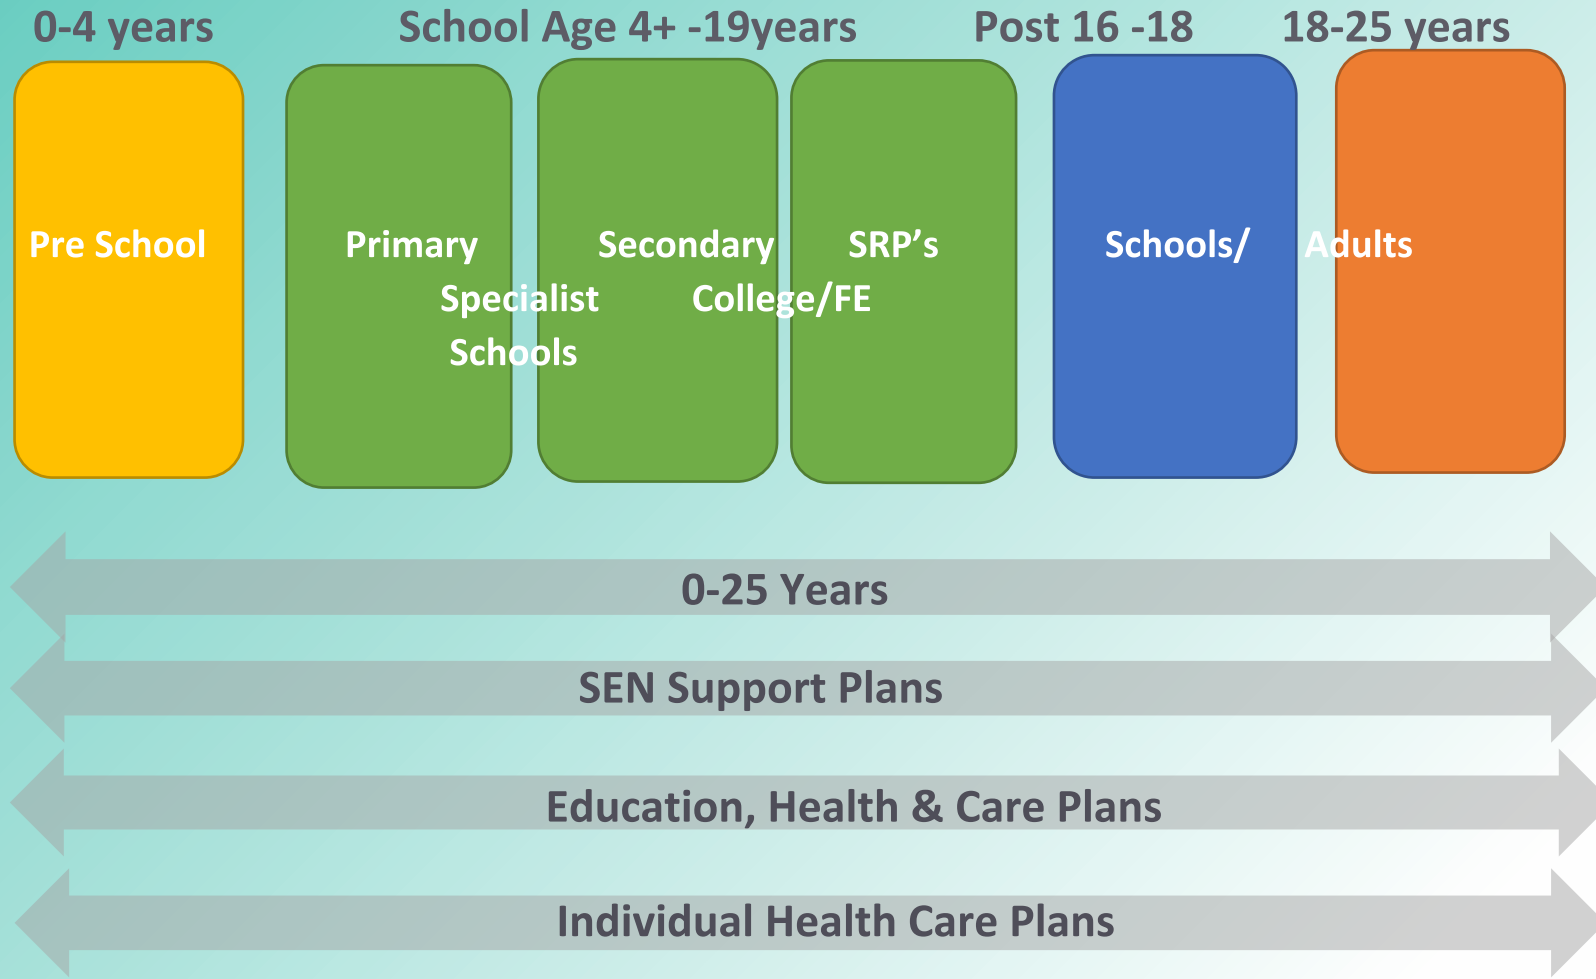 0-4 years School Age 4+ -19years Post 16 -18 18-25 years
Pre School Primary Secondary SRP’s Schools/ Adults
Specialist College/FE
Schools
0-25 Years
SEN Support Plans
Education, Health & Care Plans
Individual Health Care Plans